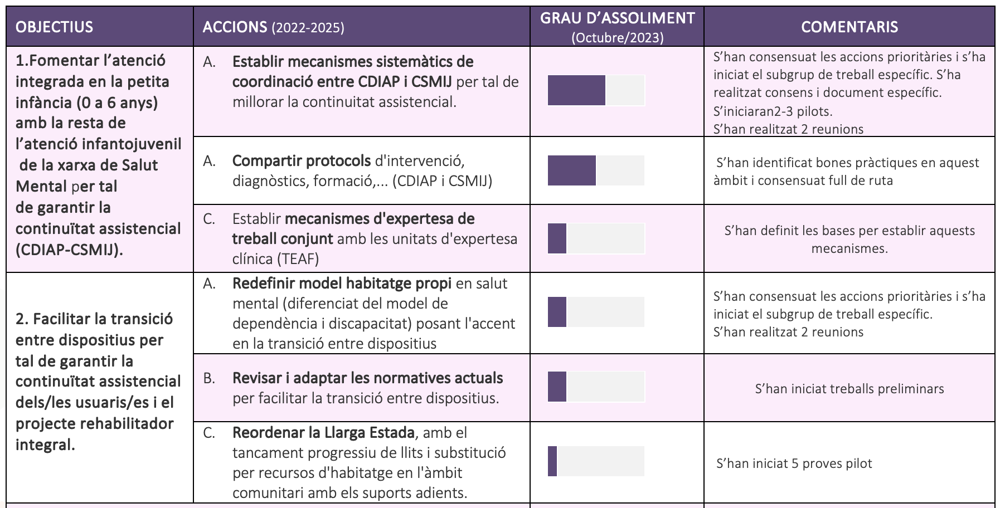 OBJECTIUS
ACCIONS (2022-2025)
GRAU D’ASSOLIMENT
(Octubre/2023)
COMENTARIS
1.Fomentar l’atenció
integrada en la petita
infància (0 a 6 anys)
amb la resta de
l’atenció infantojuvenil
de la xarxa de Salut
Mental per tal
de garantir la
continuïtat assistencial
(CDIAP-CSMIJ).
A. Establir mecanismes sistemàtics de
coordinació entre CDIAP i CSMIJ per tal de
millorar la continuitat assistencial.
S’han consensuat les accions prioritàries i s’ha
iniciat el subgrup de treball específic. S’ha
realitzat consens i document específic.
S’iniciaran2-3 pilots.
S’han realitzat 2 reunions
A. Compartir protocols d'intervenció,
diagnòstics, formació,... (CDIAP i CSMIJ)
S’han identificat bones pràctiques en aquest
àmbit i consensuat full de ruta
C. Establir mecanismes d'expertesa de
treball conjunt amb les unitats d'expertesa
clínica (TEAF)
S’han definit les bases per establir aquests
mecanismes.
2. Facilitar la transició
entre dispositius per
tal de garantir la
continuïtat assistencial
dels/les usuaris/es i el
projecte rehabilitador
integral.
A. Redefinir model habitatge propi en salut
mental (diferenciat del model de
dependència i discapacitat) posant l'accent
en la transició entre dispositius
S’han consensuat les accions prioritàries i s’ha
iniciat el subgrup de treball específic.
S’han realitzat 2 reunions
B. Revisar i adaptar les normatives actuals
per facilitar la transició entre dispositius.
S’han iniciat treballs preliminars
C. Reordenar la Llarga Estada, amb el
tancament progressiu de llits i substitució
per recursos d'habitatge en l'àmbit
comunitari amb els suports adients.
S’han iniciat 5 proves pilot